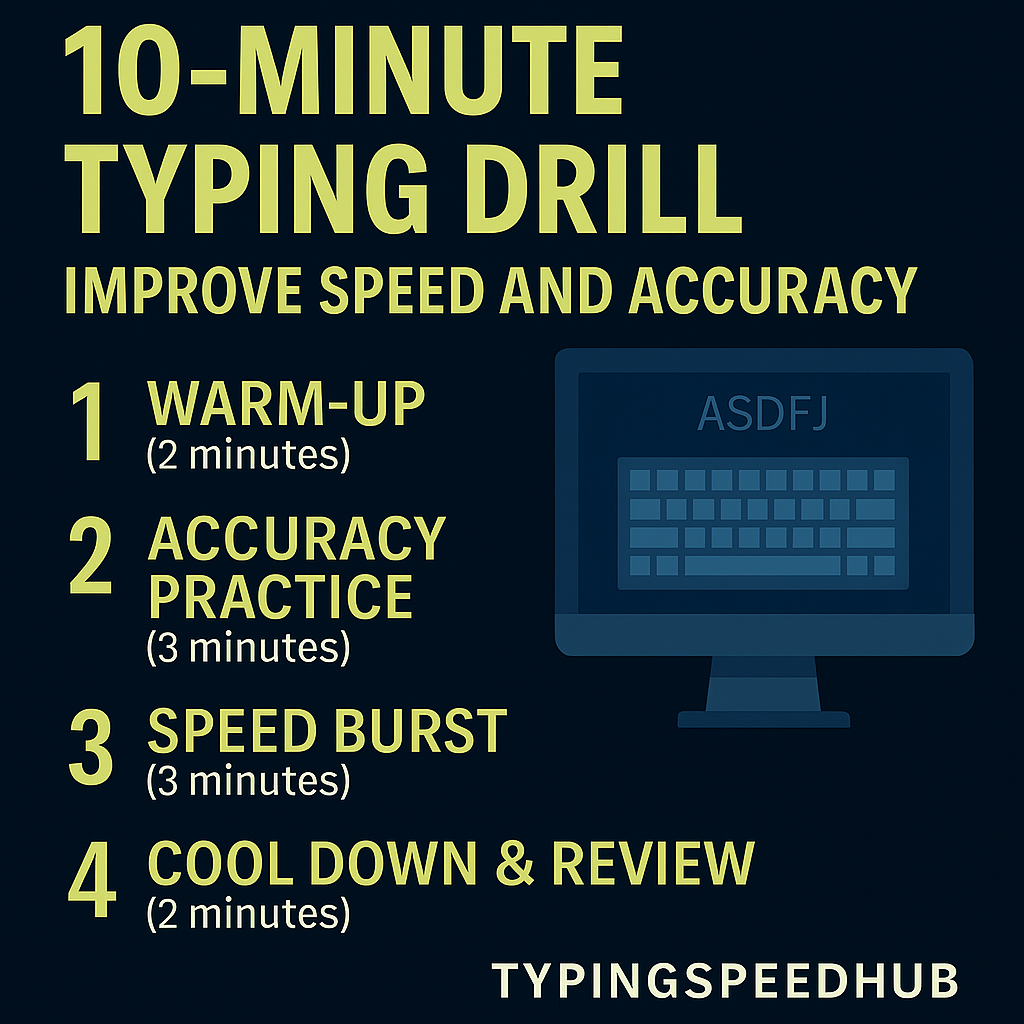 10-MINUTE
TYPING DRILL
IMPROVE SPEED AND ACCURACY
1 WARM-UP
(2 minutes)
ASDFJ
2 ACCURACY
PRACTICE
(3 minutes)
3 SPEED BURST
(3 minutes)
4 COOL DOWN & REVIEW
(2 minutes)
TYPINGSPEEDHUB